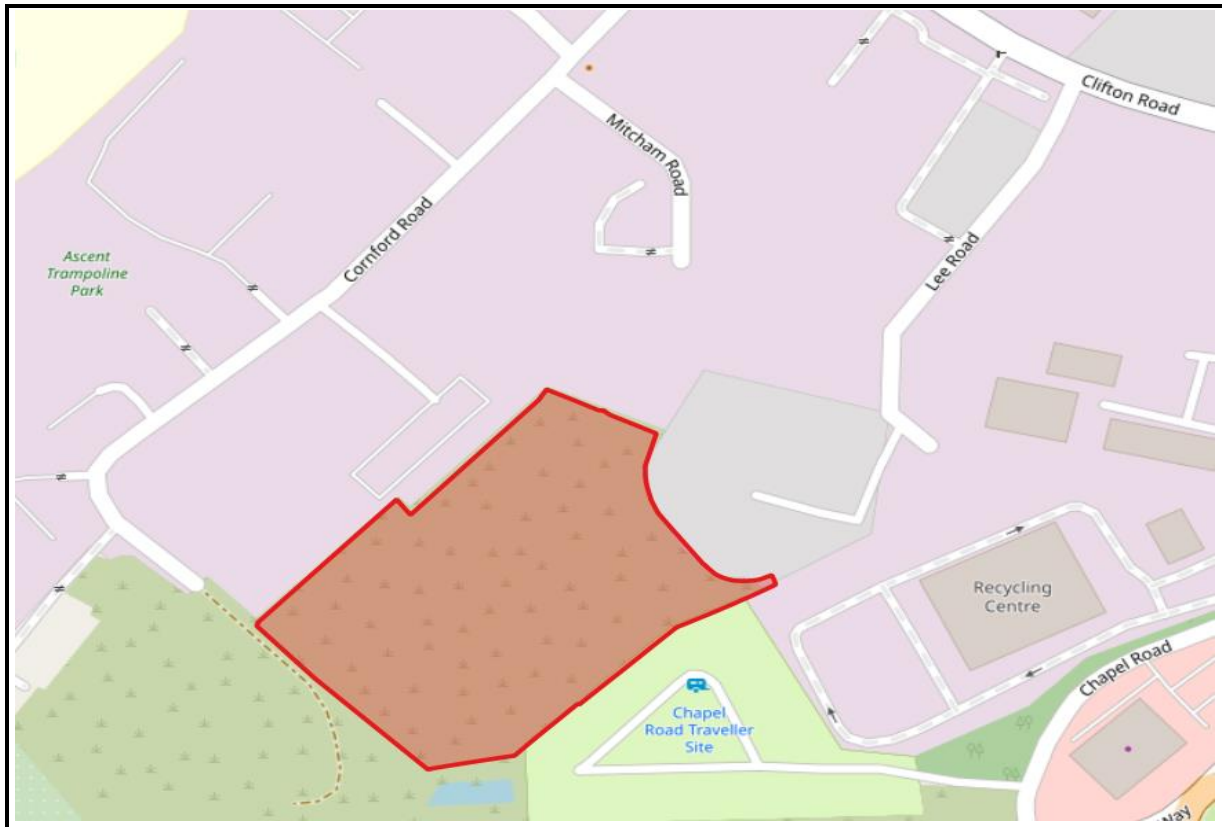 Clifton Road
Mitcham Road
Cornford Road
Lee Road
Ascent
Trampoline
Park
Recycling
Centre
Chapel Road
Chapel
Road Traveller
Site
Way